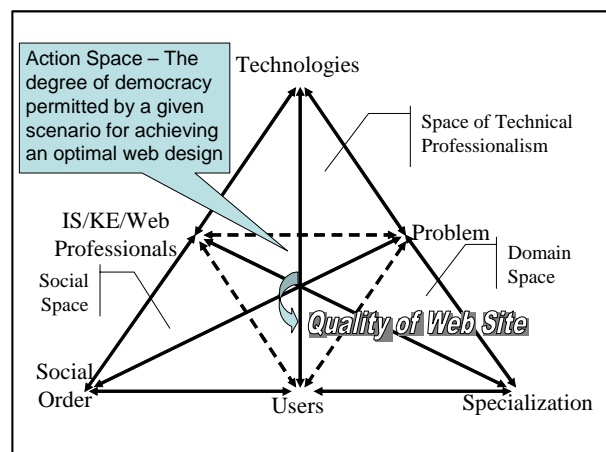 Action Space – The
degree of democracy
permitted by a given
scenario for achieving
an optimal web design
Technologies
Space of Technical
Professionalism
IS/KE/Web
Professionals
Problem
Domain
Space
Social
Space
Quality of Web Site
Social
Order
Users
Specialization